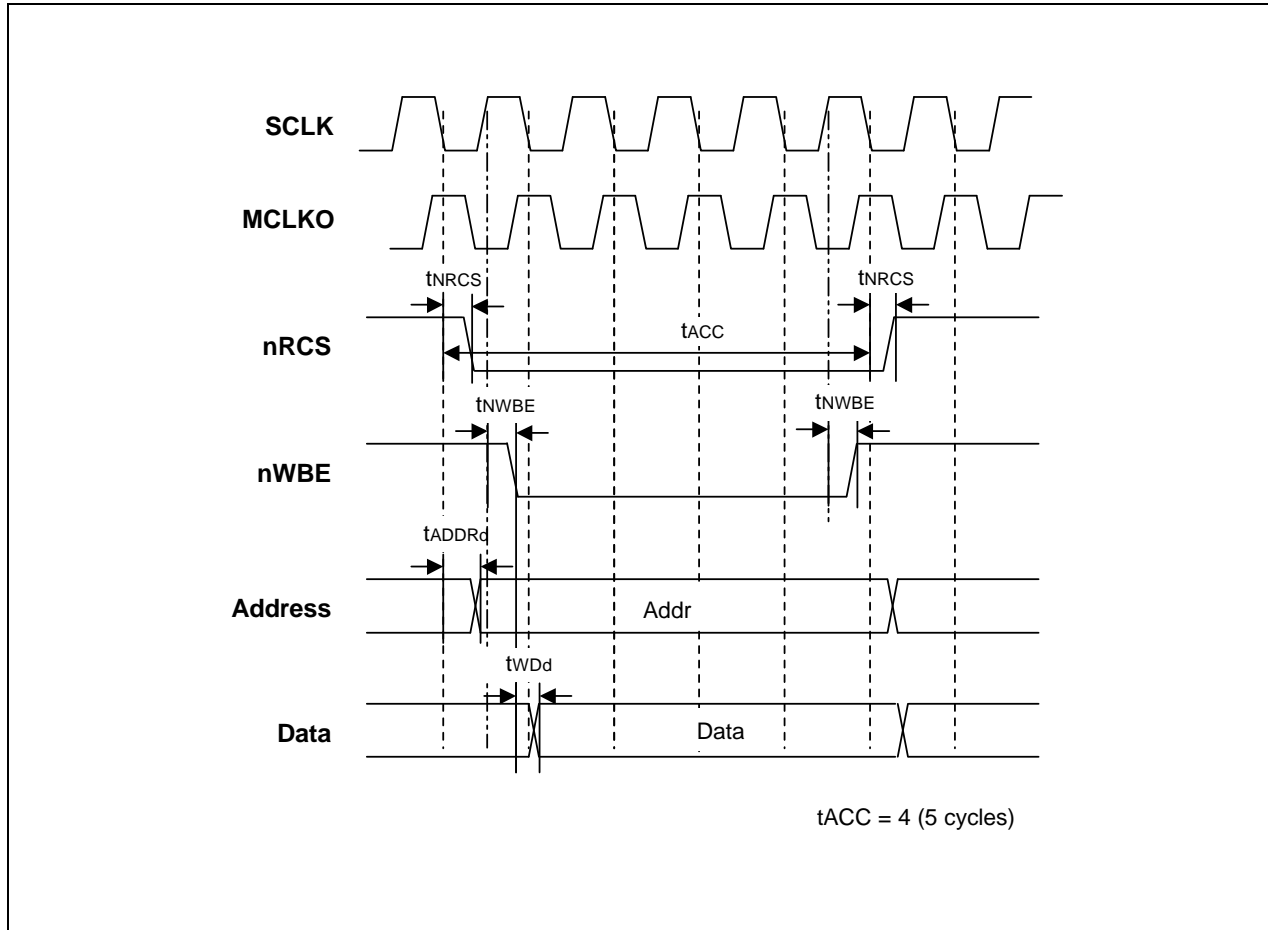 SCLK
MCLKO
tNRCS
tNRCS
nRCS
tACC
tNWBE
tNWBE
nWBE
tADDRd
Address
Addr
tWDd
Data
Data
tACC = 4 (5 cycles)